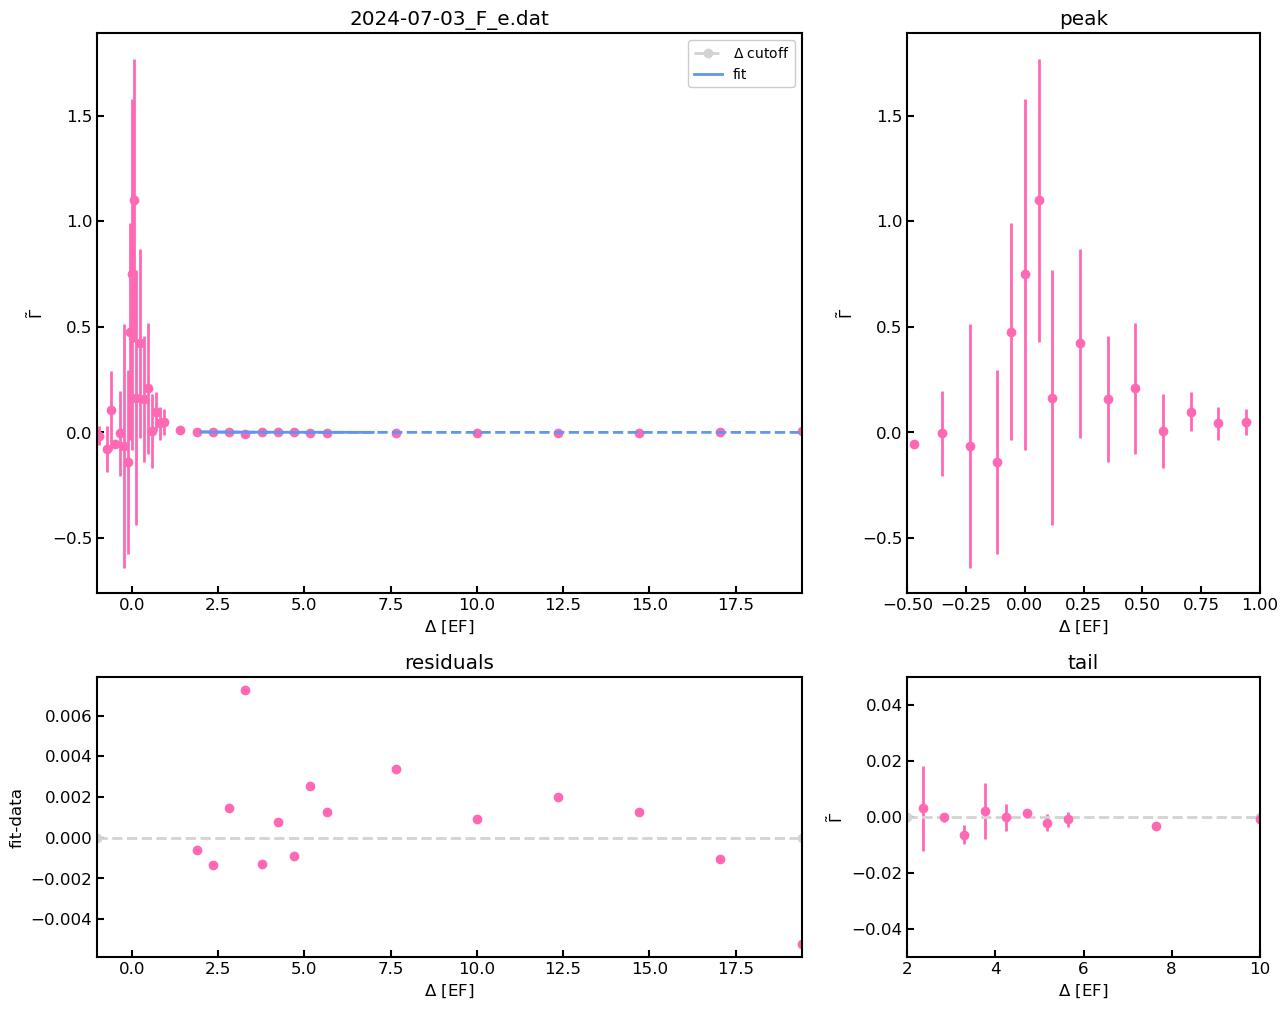 2024-07-03_F_e.dat
Δ cutoff
fit
Γ̃
1.5
1.0
0.5
0.0
−0.5
0.0 2.5 5.0 7.5 10.0 12.5 15.0 17.5
Δ [EF]
peak
Γ̃
1.5
1.0
0.5
0.0
−0.5
−0.50 −0.25 0.00 0.25 0.50 0.75 1.00
Δ [EF]
residuals
fit-data
0.006
0.004
0.002
0.000
−0.002
−0.004
0.0 2.5 5.0 7.5 10.0 12.5 15.0 17.5
Δ [EF]
tail
Γ̃
0.04
0.02
0.00
−0.02
−0.04
2 4 6 8 10
Δ [EF]